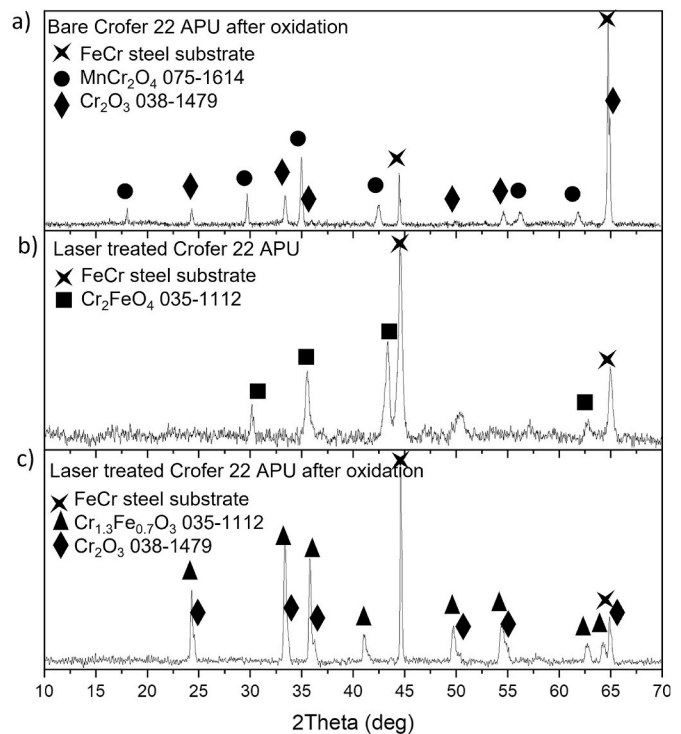 a)
Bare Crofer 22 APU after oxidation
FeCr steel substrate
MnCr₂O₄ 075-1614
Cr₂O₃ 038-1479
b)
Laser treated Crofer 22 APU
FeCr steel substrate
Cr₂FeO₄ 035-1112
c)
Laser treated Crofer 22 APU after oxidation
FeCr steel substrate
Cr₁.₃Fe₀.₇O₃ 035-1112
Cr₂O₃ 038-1479
10 15 20 25 30 35 40 45 50 55 60 65 70
2Theta (deg)